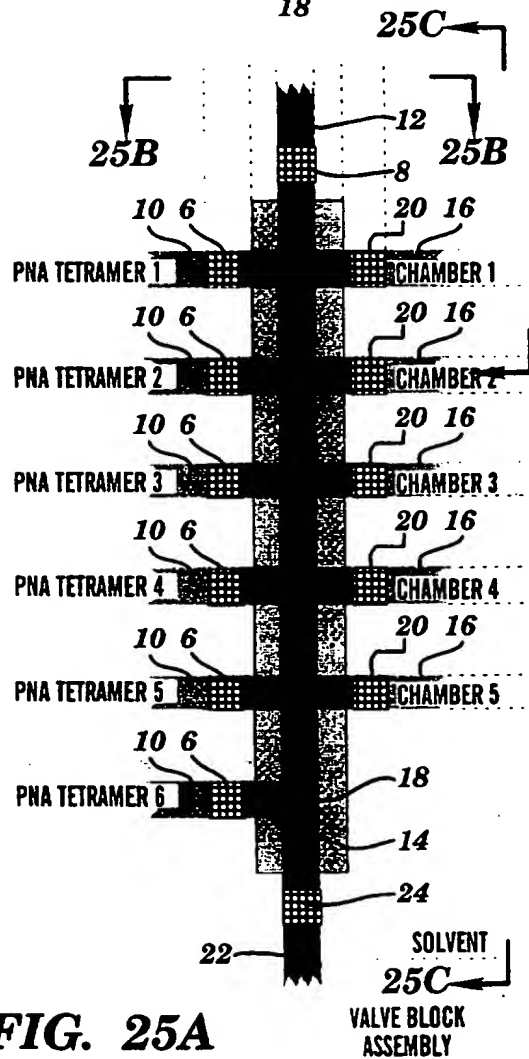 18
25C
25B 12 25B
8
10 6 20 16
PNA TETRAMER 1 CHAMBER 1
10 6 20 16
PNA TETRAMER 2 CHAMBER 2
10 6 20 16
PNA TETRAMER 3 CHAMBER 3
10 6 20 16
PNA TETRAMER 4 CHAMBER 4
10 6 20 16
PNA TETRAMER 5 CHAMBER 5
10 6
PNA TETRAMER 6 18
14
24
22 SOLVENT
25C
FIG. 25A VALVE BLOCK
ASSEMBLY